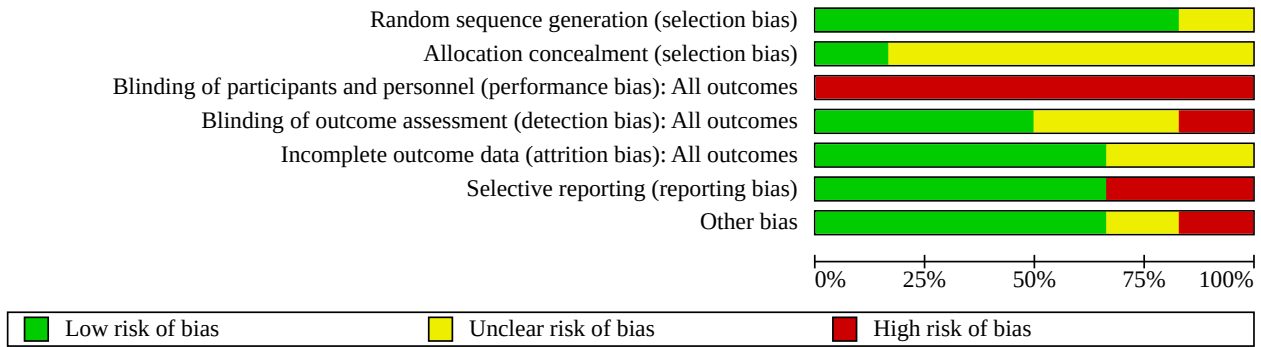 Random sequence generation (selection bias)
Allocation concealment (selection bias)
Blinding of participants and personnel (performance bias): All outcomes
Blinding of outcome assessment (detection bias): All outcomes
Incomplete outcome data (attrition bias): All outcomes
Selective reporting (reporting bias)
Other bias
0% 25% 50% 75% 100%
Low risk of bias Unclear risk of bias High risk of bias